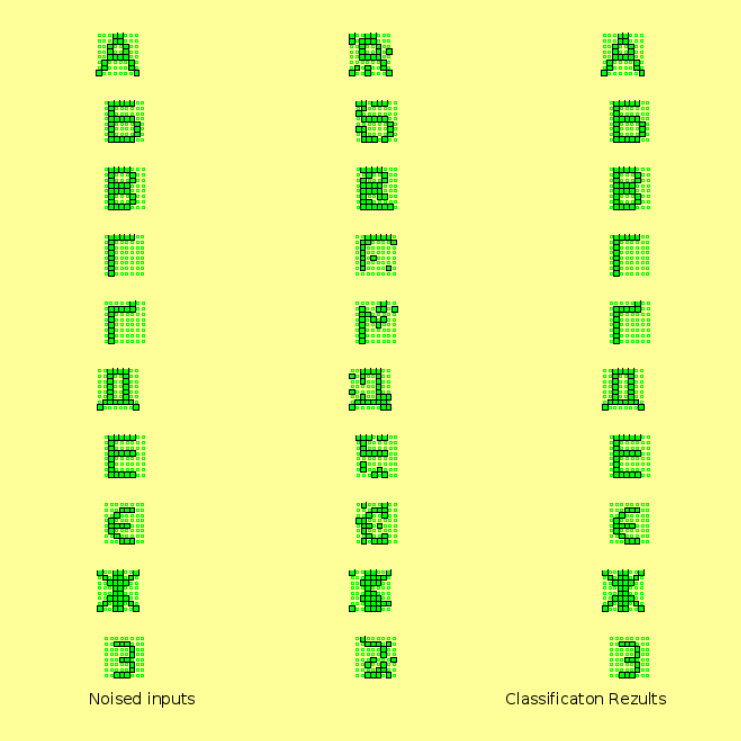 А А А
Б Б Б
В В В
Г Г Г
Ґ Ґ Ґ
Д Д Д
Е Е Е
Є Є Є
Ж Ж Ж
З З З
Noised inputs Classificaton Rezults